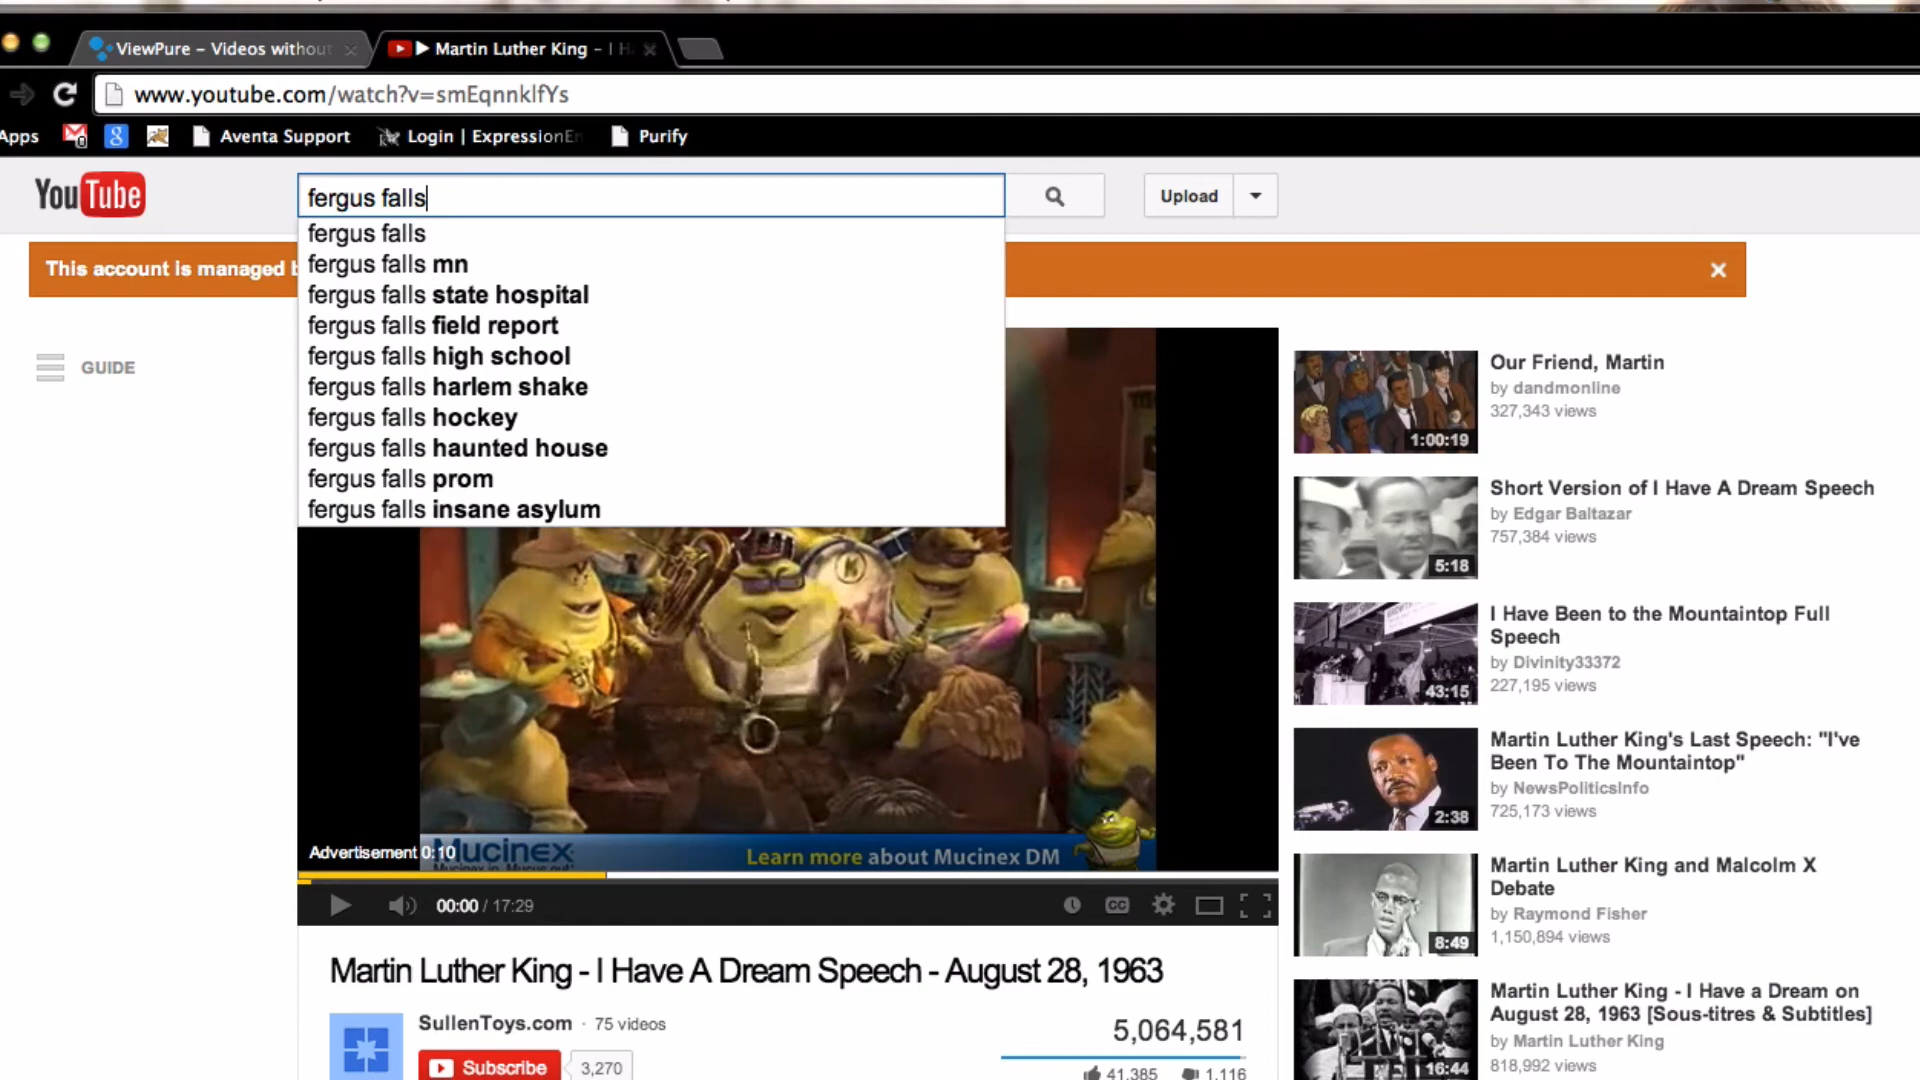 ViewPure – Videos without
Martin Luther King – I H
www.youtube.com/watch?v=smEqnnklfYs
Apps
Aventa Support
Login | ExpressionEn
Purify
YouTube
fergus falls
Upload
fergus falls
fergus falls mn
fergus falls state hospital
fergus falls field report
fergus falls high school
fergus falls harlem shake
fergus falls hockey
fergus falls haunted house
fergus falls prom
fergus falls insane asylum
This account is managed b
GUIDE
K
Advertisement 0:10
Mucinex
Mucinex in. Mucus out.
Learn more about Mucinex DM
00:00 / 17:29
CC
Martin Luther King - I Have A Dream Speech - August 28, 1963
SullenToys.com · 75 videos
Subscribe
3,270
5,064,581
41,385
1,116
Our Friend, Martin
by dandmonline
327,343 views
1:00:19
Short Version of I Have A Dream Speech
by Edgar Baltazar
757,384 views
5:18
I Have Been to the Mountaintop Full
Speech
by Divinity33372
227,195 views
43:15
Martin Luther King's Last Speech: "I've
Been To The Mountaintop"
by NewsPoliticsInfo
725,173 views
2:38
Martin Luther King and Malcolm X
Debate
by Raymond Fisher
1,150,894 views
8:49
Martin Luther King - I Have a Dream on
August 28, 1963 [Sous-titres & Subtitles]
by Martin Luther King
818,992 views
16:44